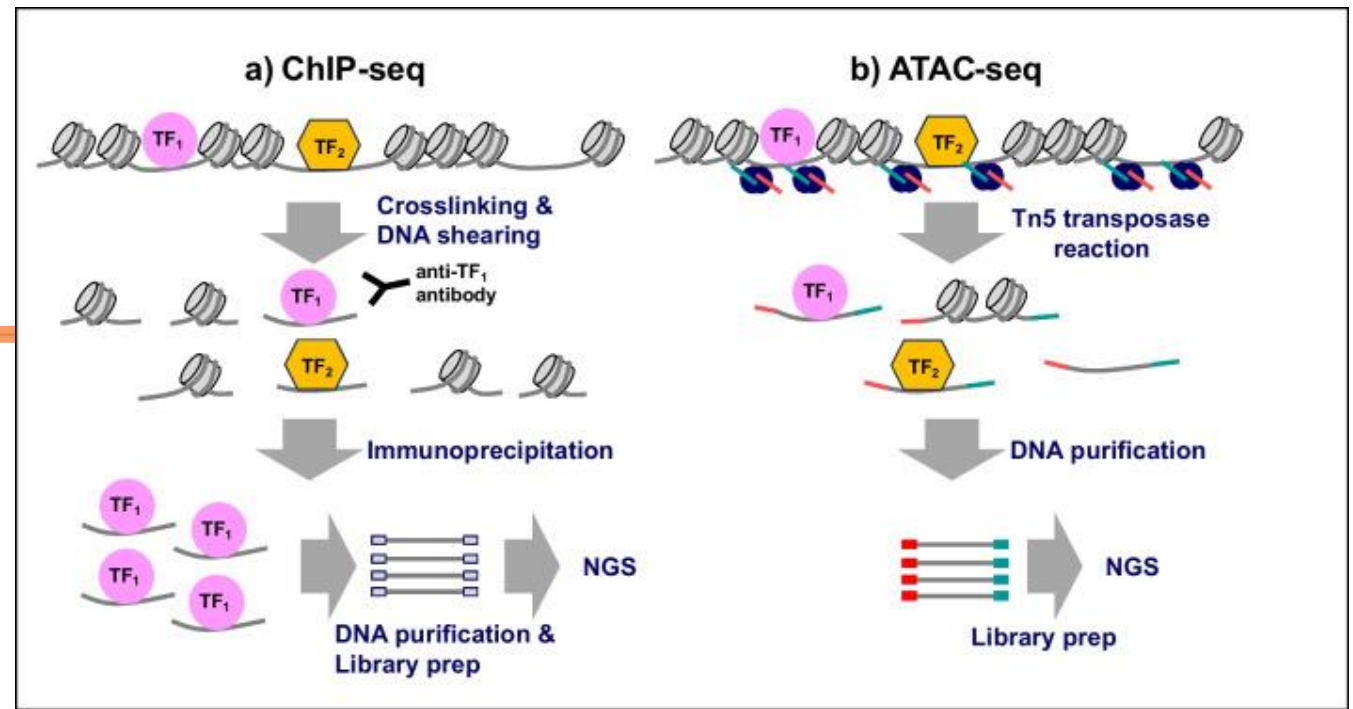 a) ChIP-seq
TF₁
TF₂
Crosslinking &
DNA shearing
TF₁
anti-TF₁
antibody
TF₂
Immunoprecipitation
TF₁
TF₁
TF₁
TF₁
DNA purification &
Library prep
NGS
b) ATAC-seq
TF₁
TF₂
Tn5 transposase
reaction
TF₁
TF₂
DNA purification
NGS
Library prep